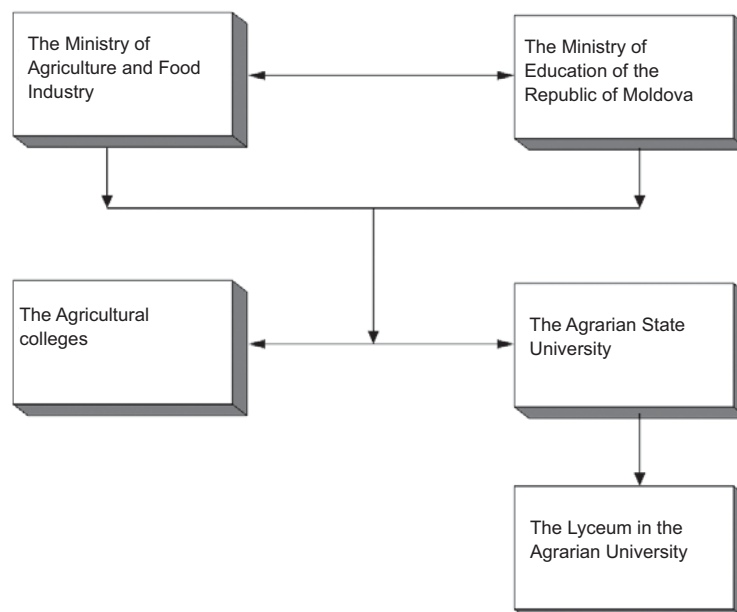 The Ministry of
Agriculture and Food
Industry
The Ministry of
Education of the
Republic of Moldova
The Agricultural
colleges
The Agrarian State
University
The Lyceum in the
Agrarian University